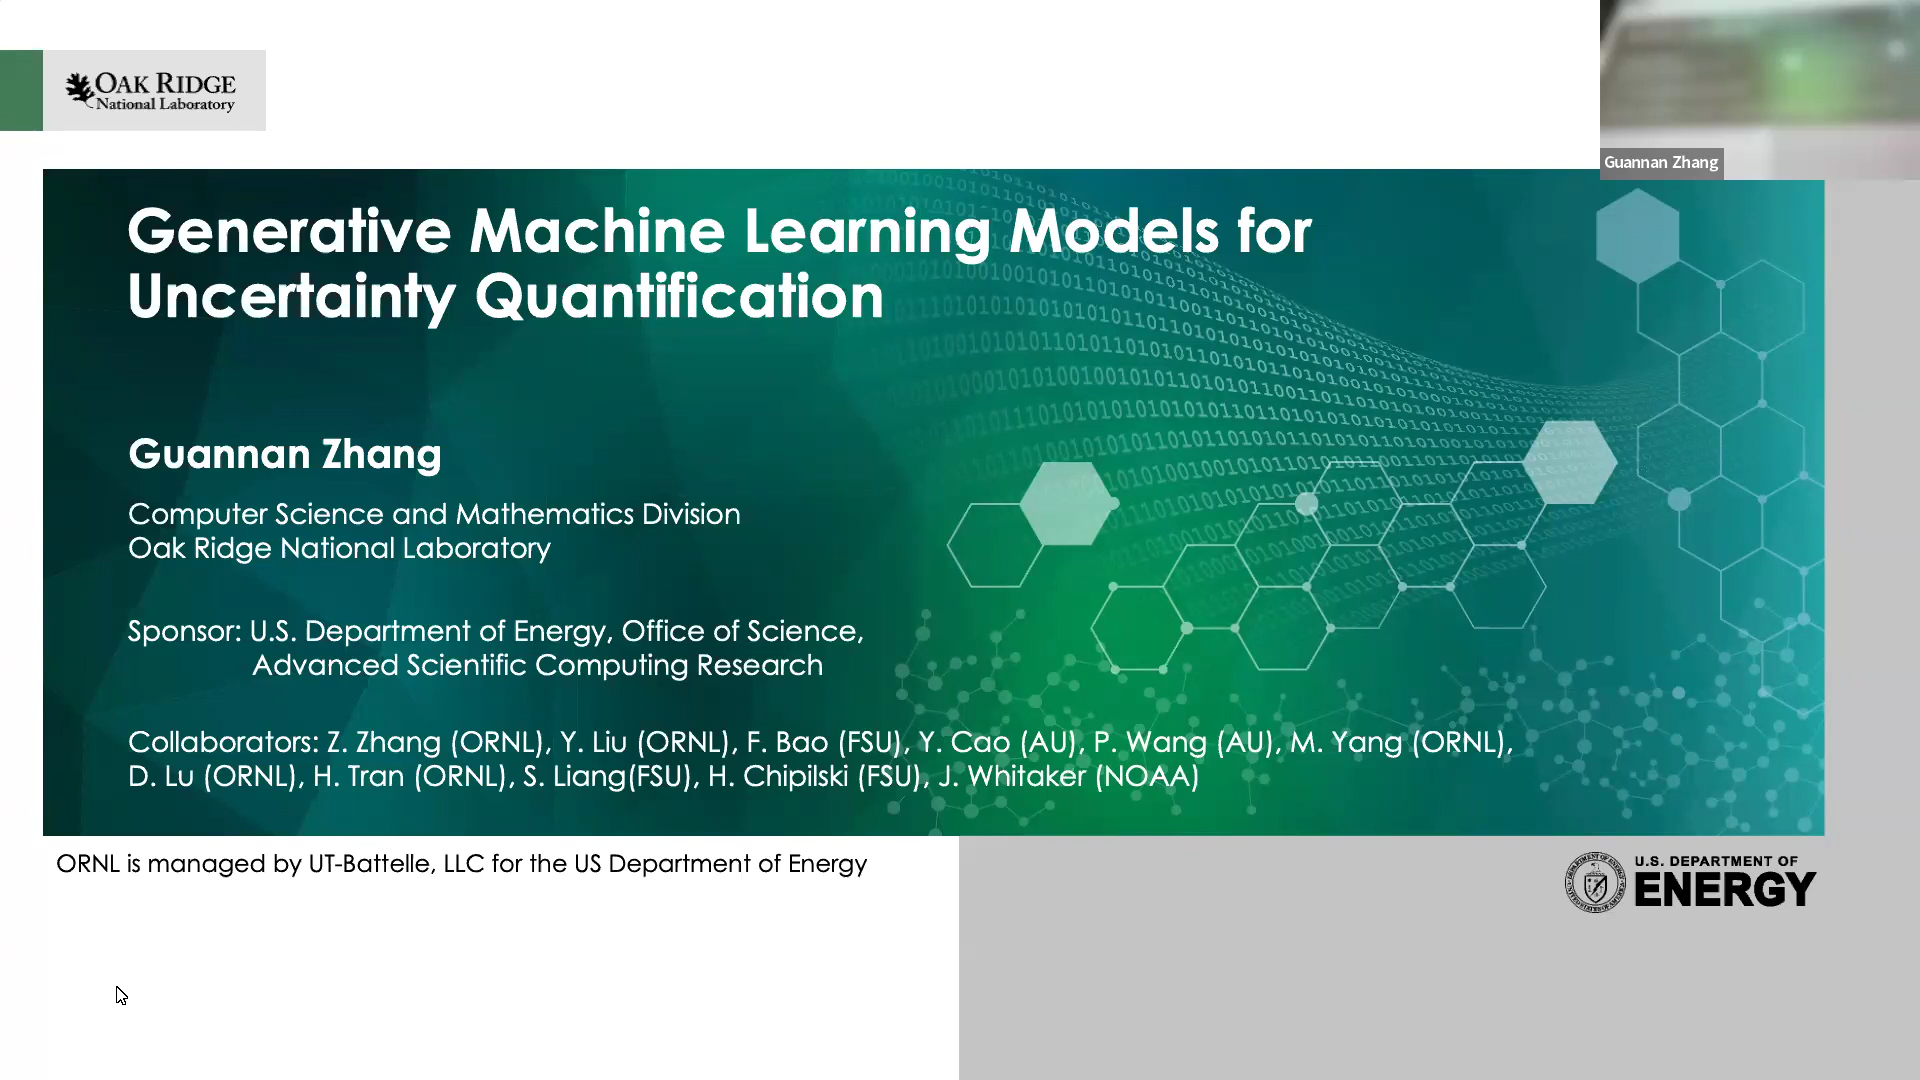 OAK RIDGE
National Laboratory
Guannan Zhang
Generative Machine Learning Models for
Uncertainty Quantification
Guannan Zhang
Computer Science and Mathematics Division
Oak Ridge National Laboratory
Sponsor: U.S. Department of Energy, Office of Science,
Advanced Scientific Computing Research
Collaborators: Z. Zhang (ORNL), Y. Liu (ORNL), F. Bao (FSU), Y. Cao (AU), P. Wang (AU), M. Yang (ORNL),
D. Lu (ORNL), H. Tran (ORNL), S. Liang(FSU), H. Chipilski (FSU), J. Whitaker (NOAA)
ORNL is managed by UT-Battelle, LLC for the US Department of Energy
U.S. DEPARTMENT OF
ENERGY